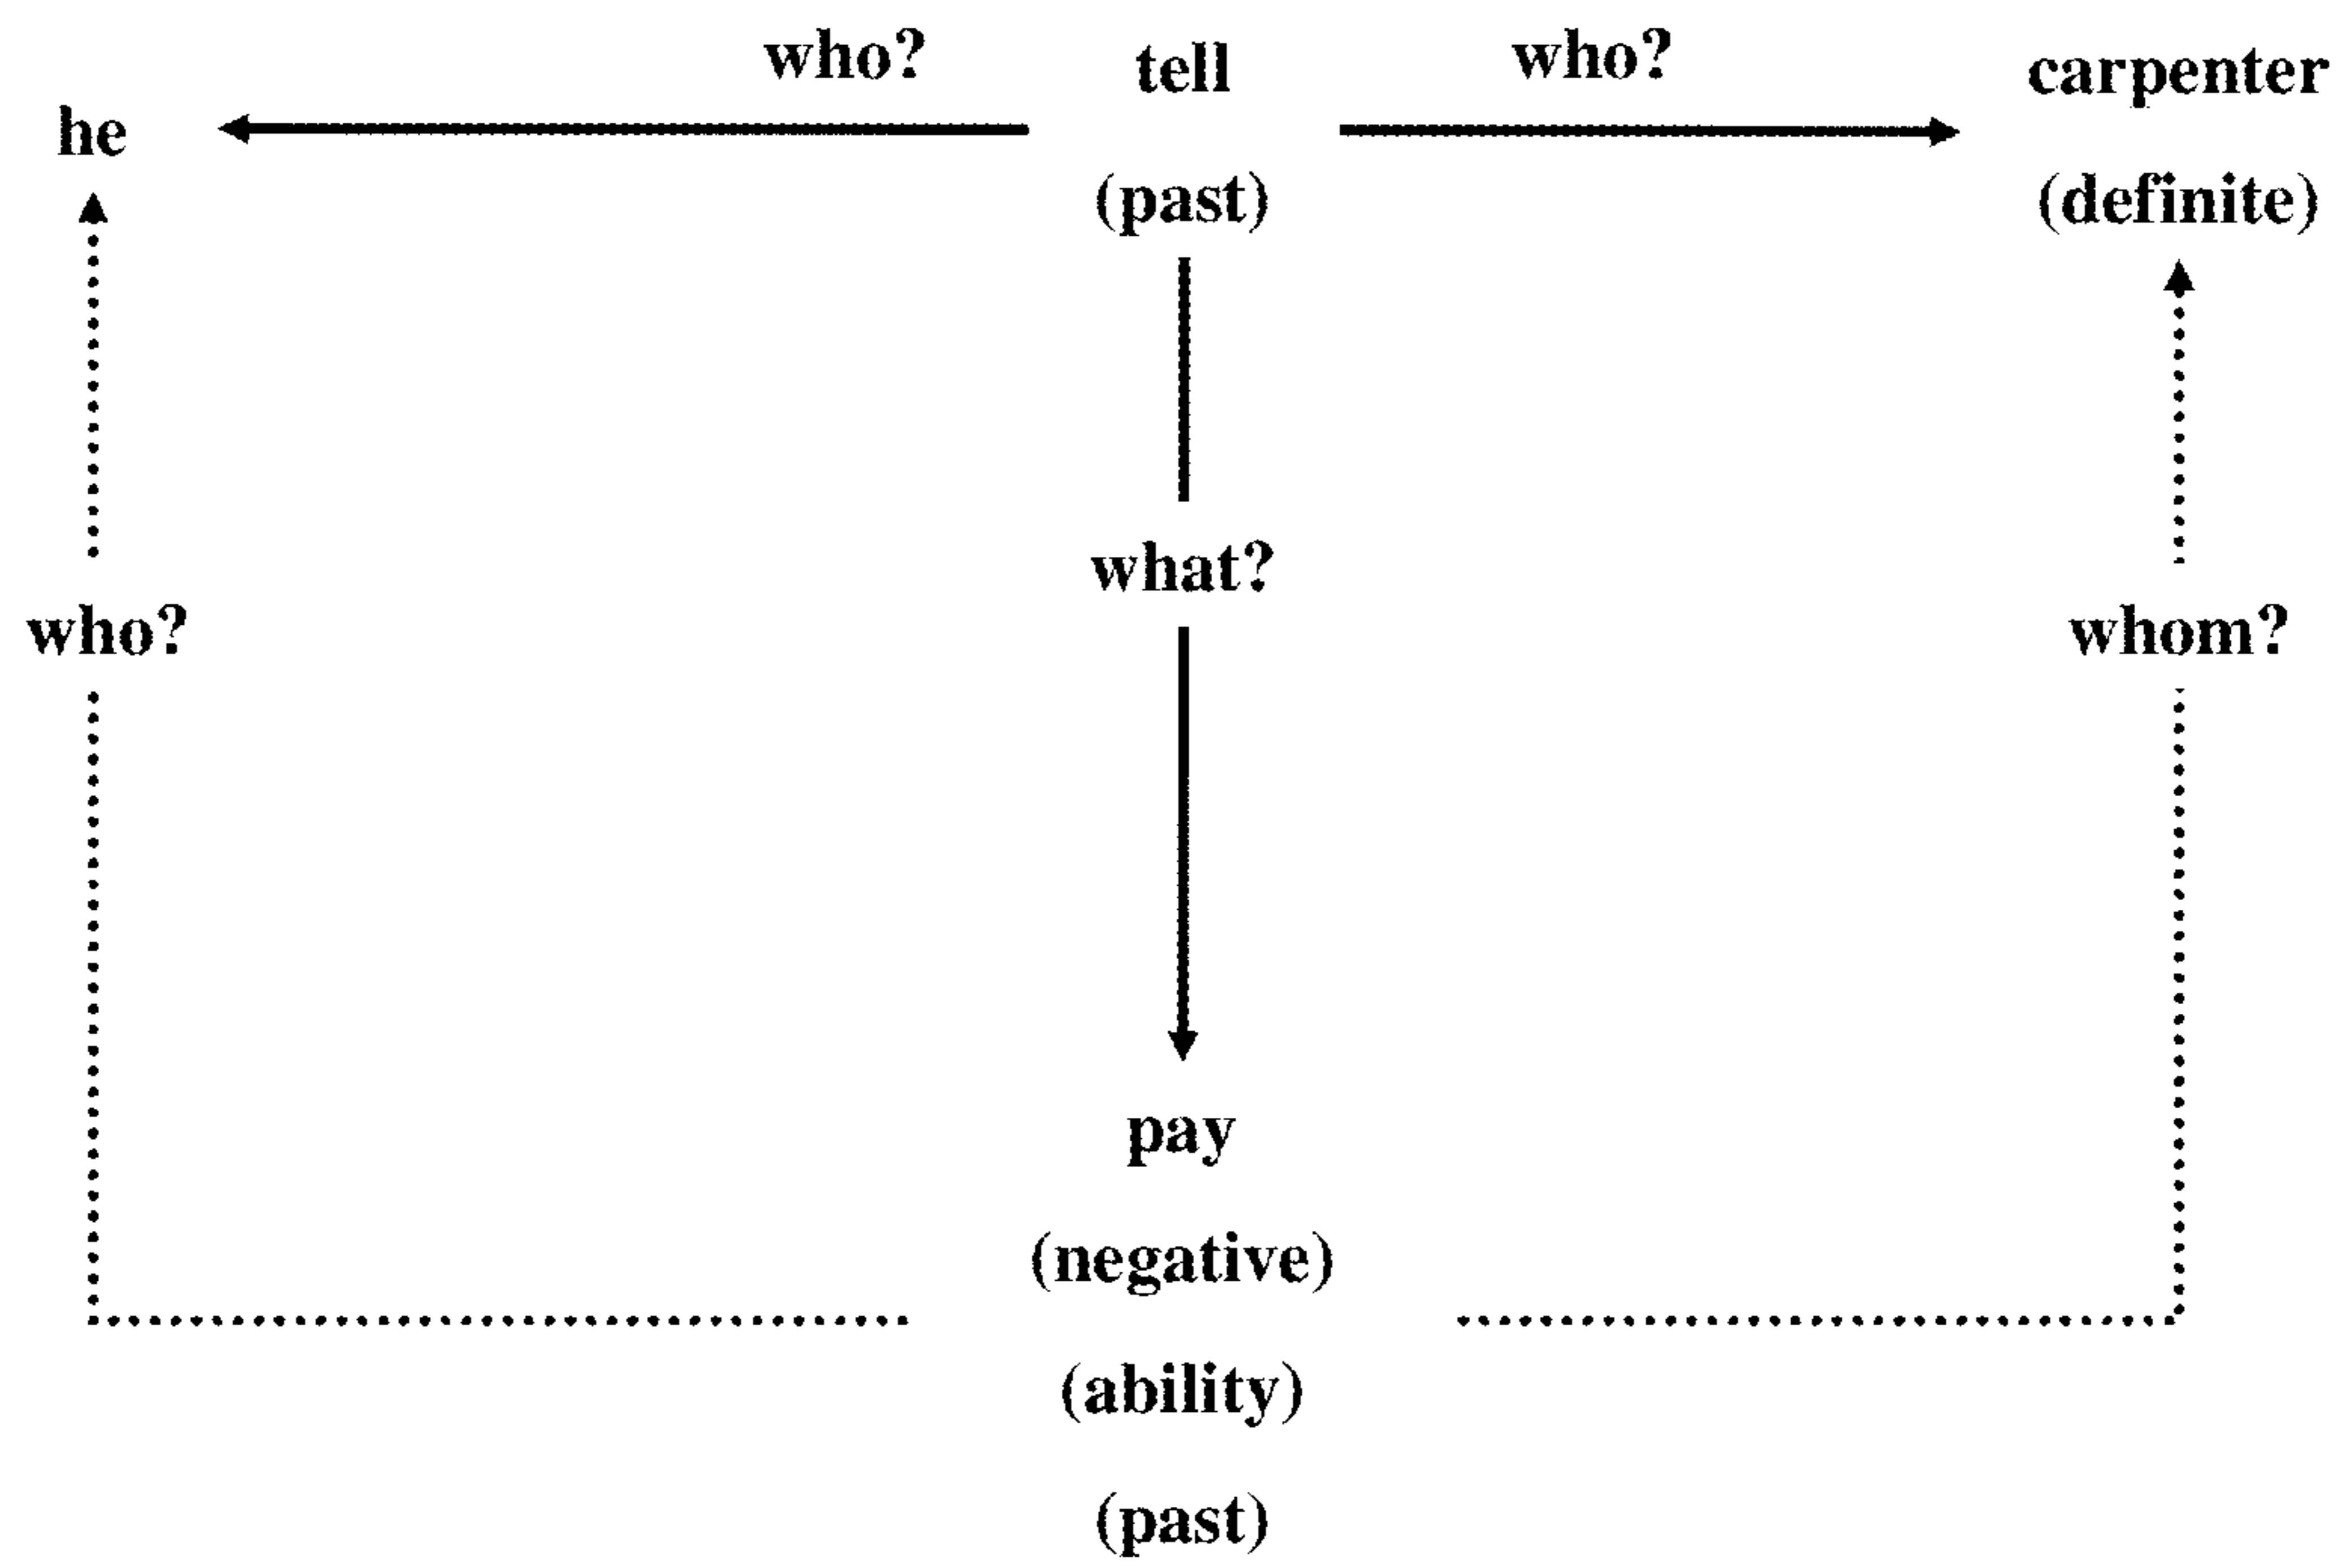 who? tell who? carpenter
he
(past) (definite)
what?
who? whom?
pay
(negative)
(ability)
(past)